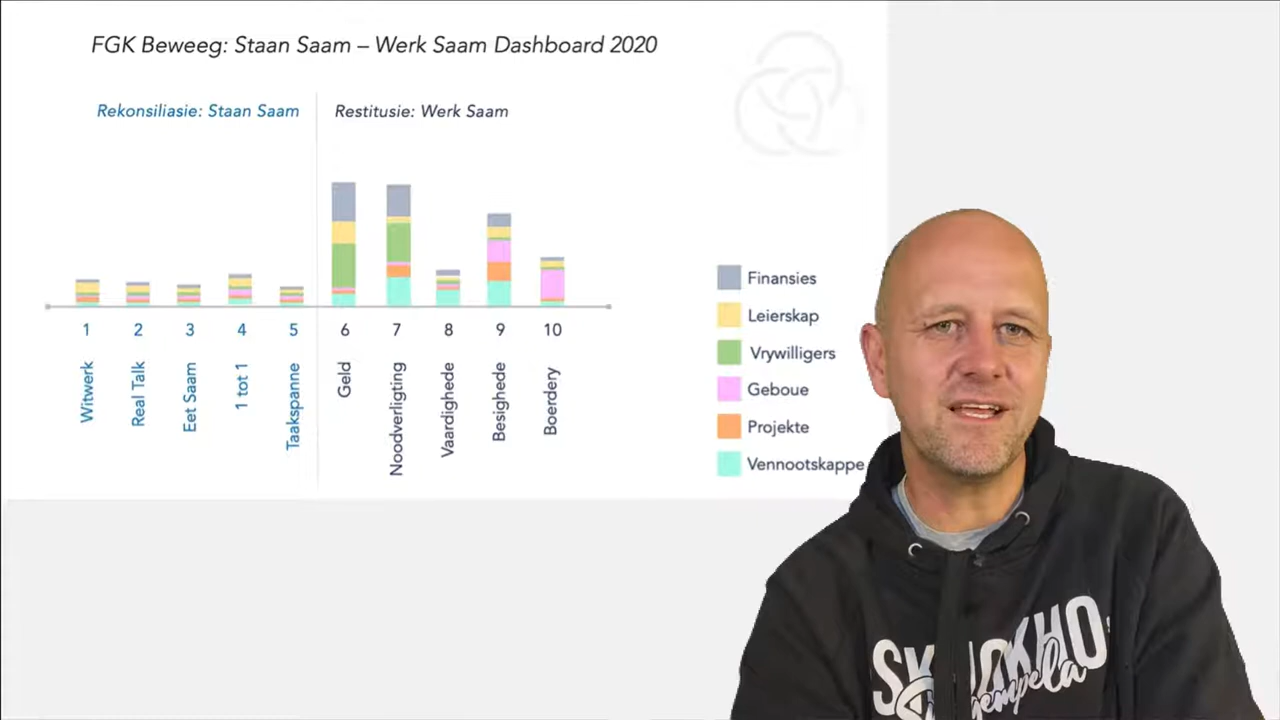 FGK Beweeg: Staan Saam – Werk Saam Dashboard 2020
Rekonsiliasie: Staan Saam
Restitusie: Werk Saam
1 2 3 4 5 6 7 8 9 10
Witwerk
Real Talk
Eet Saam
1 tot 1
Taakspanne
Geld
Noodverligting
Vaardighede
Besighede
Boerdery
Finansies
Leierskap
Vrywilligers
Geboue
Projekte
Vennootskappe